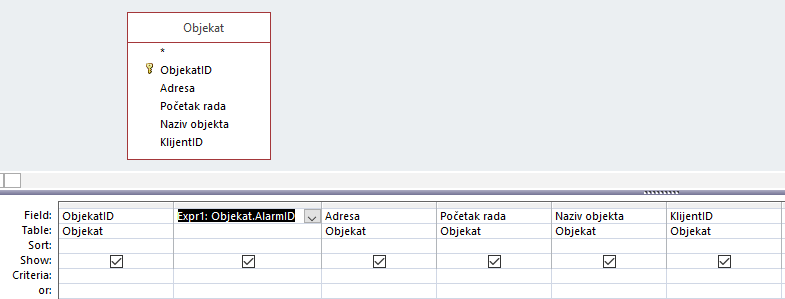 Objekat
*
ObjekatID
Adresa
Početak rada
Naziv objekta
KlijentID
Field: ObjekatID Expr1: Objekat.AlarmID Adresa Početak rada Naziv objekta KlijentID
Table: Objekat Objekat Objekat Objekat Objekat
Sort:
Show:
Criteria:
or: